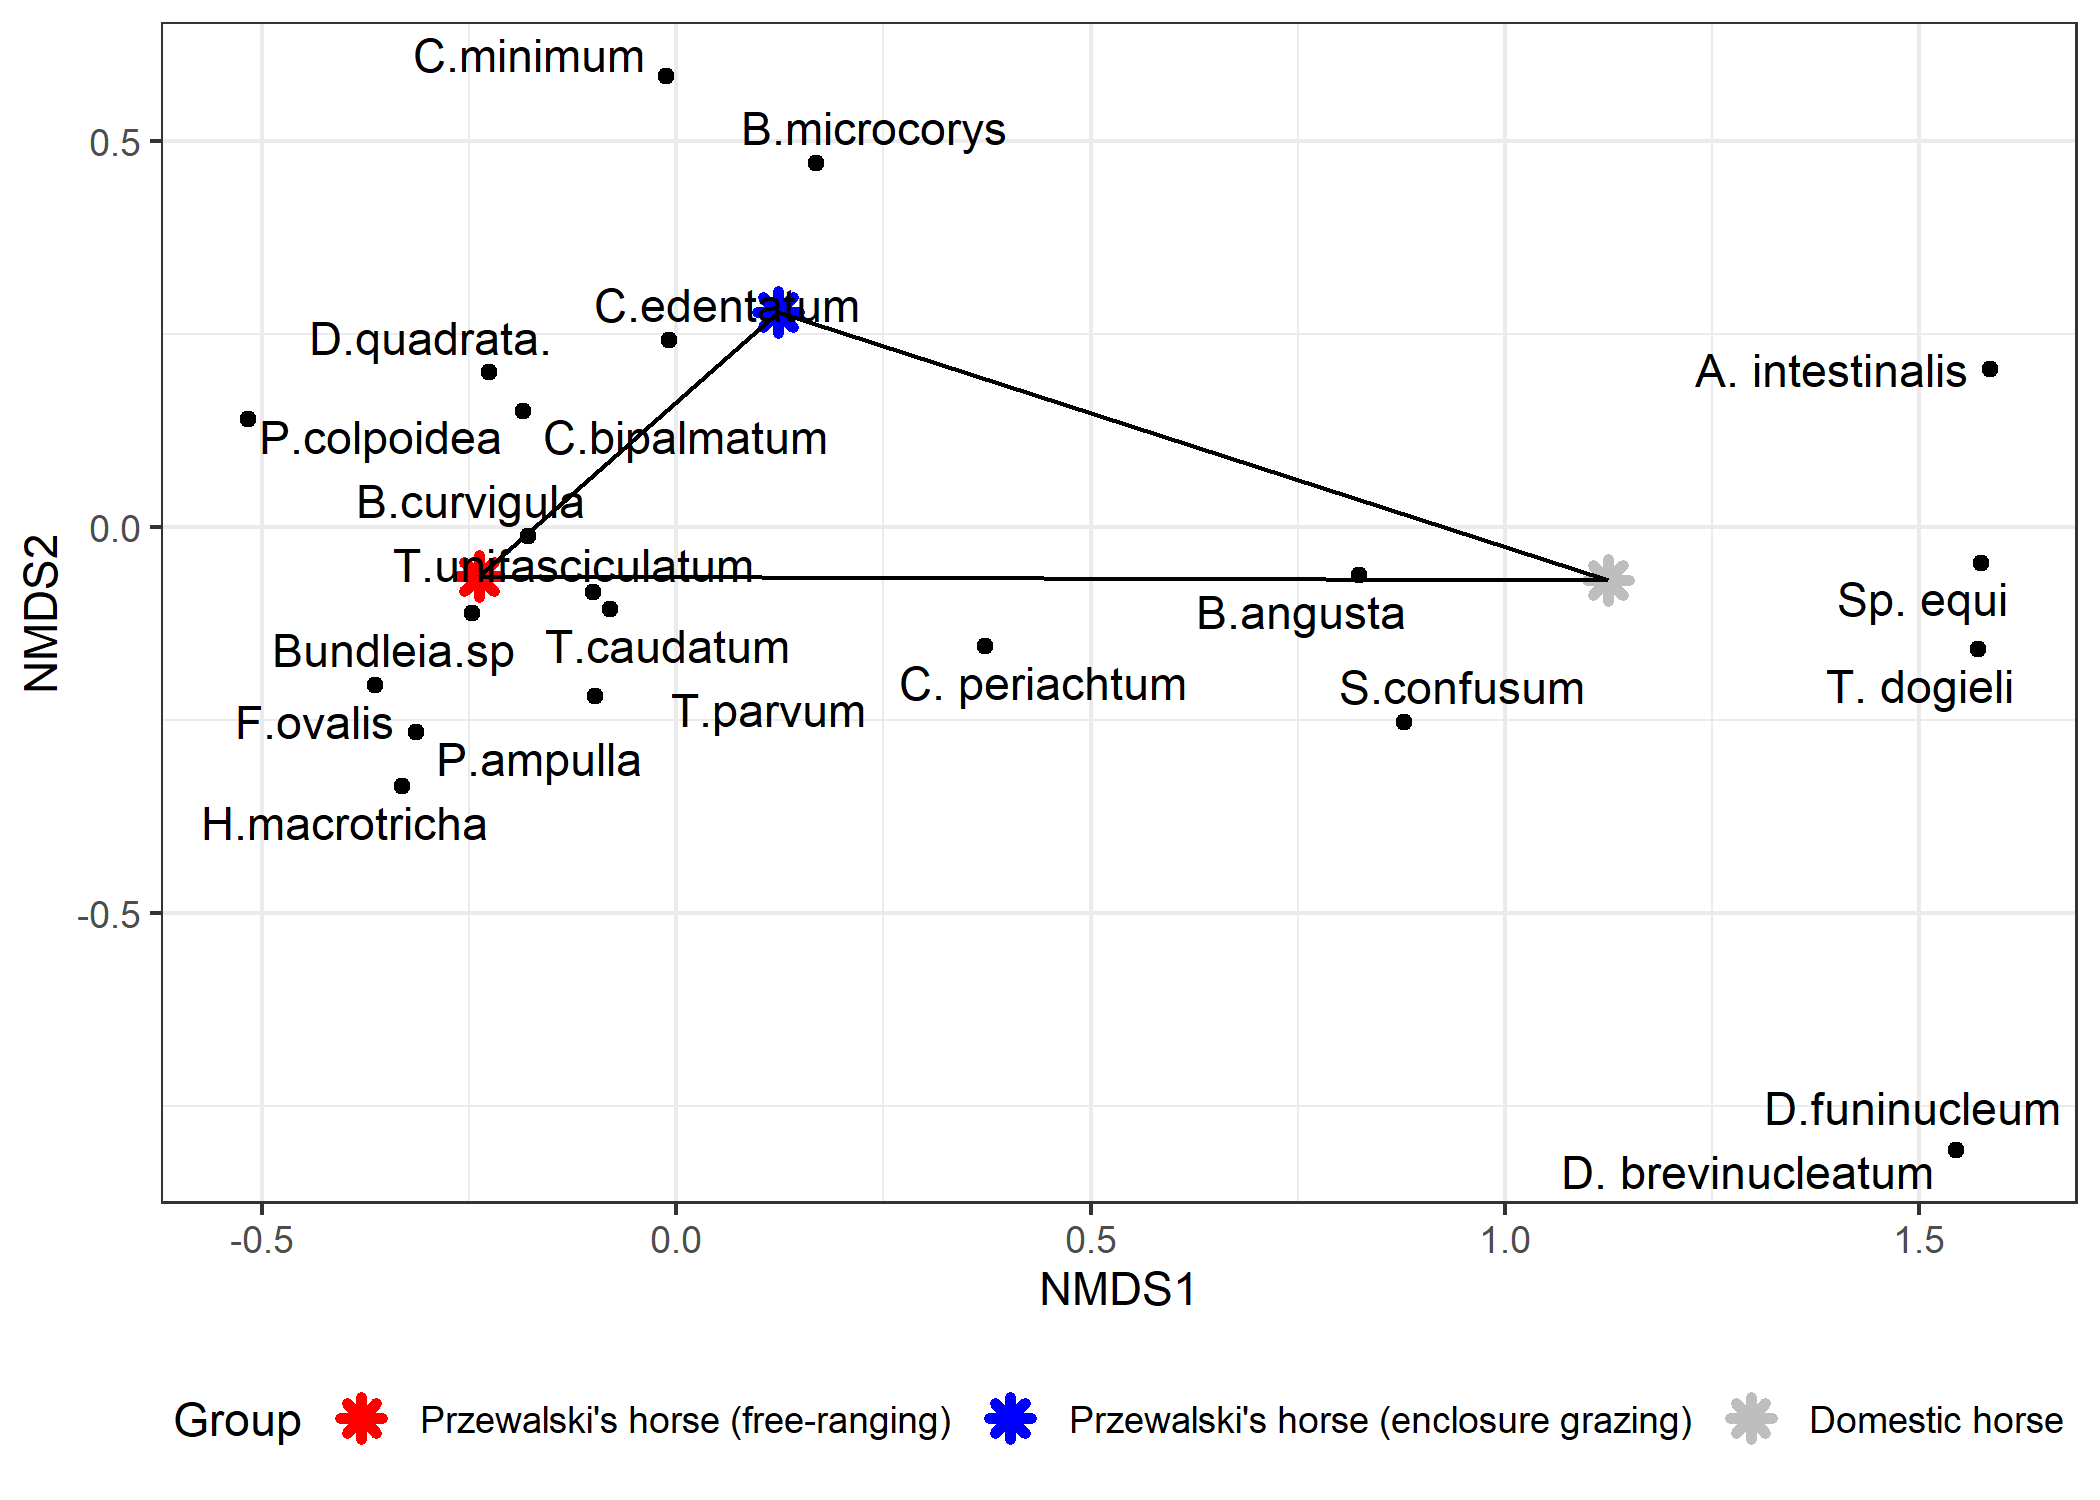 C.minimum
B.microcorys
0.5
C.edentatum
D.quadrata.
A. intestinalis
P.colpoidea
C.bipalmatum
B.curvigula
0.0
T.unifasciculatum
NMDS2
Sp. equi
B.angusta
Bundleia.sp
T.caudatum
C. periachtum
S.confusum
T. dogieli
F.ovalis
T.parvum
P.ampulla
H.macrotricha
-0.5
D.funinucleum
D. brevinucleatum
-0.5 0.0 0.5 1.0 1.5
NMDS1
Group Przewalski's horse (free-ranging) Przewalski's horse (enclosure grazing) Domestic horse